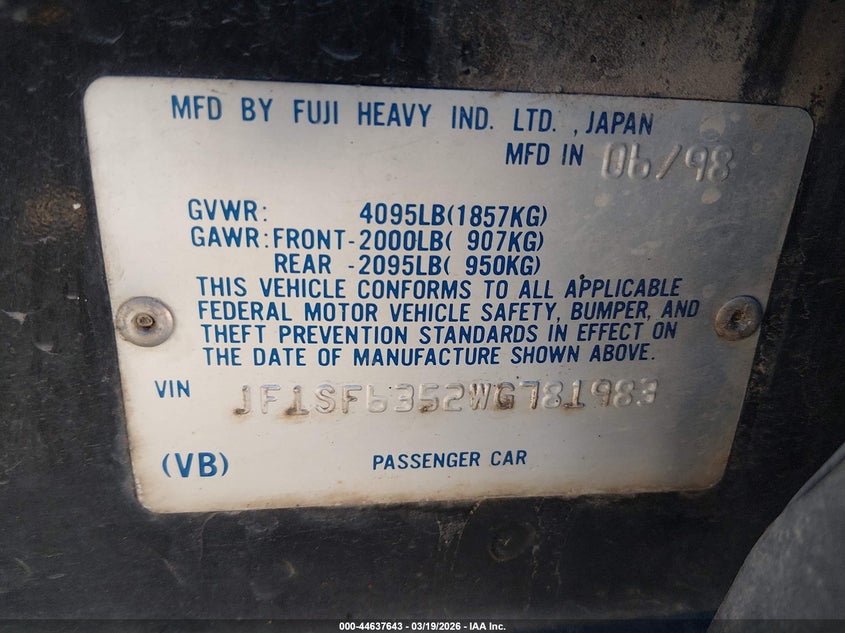 MFD BY FUJI HEAVY IND. LTD. , JAPAN
MFD IN 06/98
GVWR: 4095LB(1857KG)
GAWR:FRONT-2000LB( 907KG)
REAR -2095LB( 950KG)
THIS VEHICLE CONFORMS TO ALL APPLICABLE
FEDERAL MOTOR VEHICLE SAFETY, BUMPER, AND
THEFT PREVENTION STANDARDS IN EFFECT ON
THE DATE OF MANUFACTURE SHOWN ABOVE.
VIN JF1SF6352WG781983
(VB) PASSENGER CAR
000-44637643 - 03/19/2026 - IAA Inc.